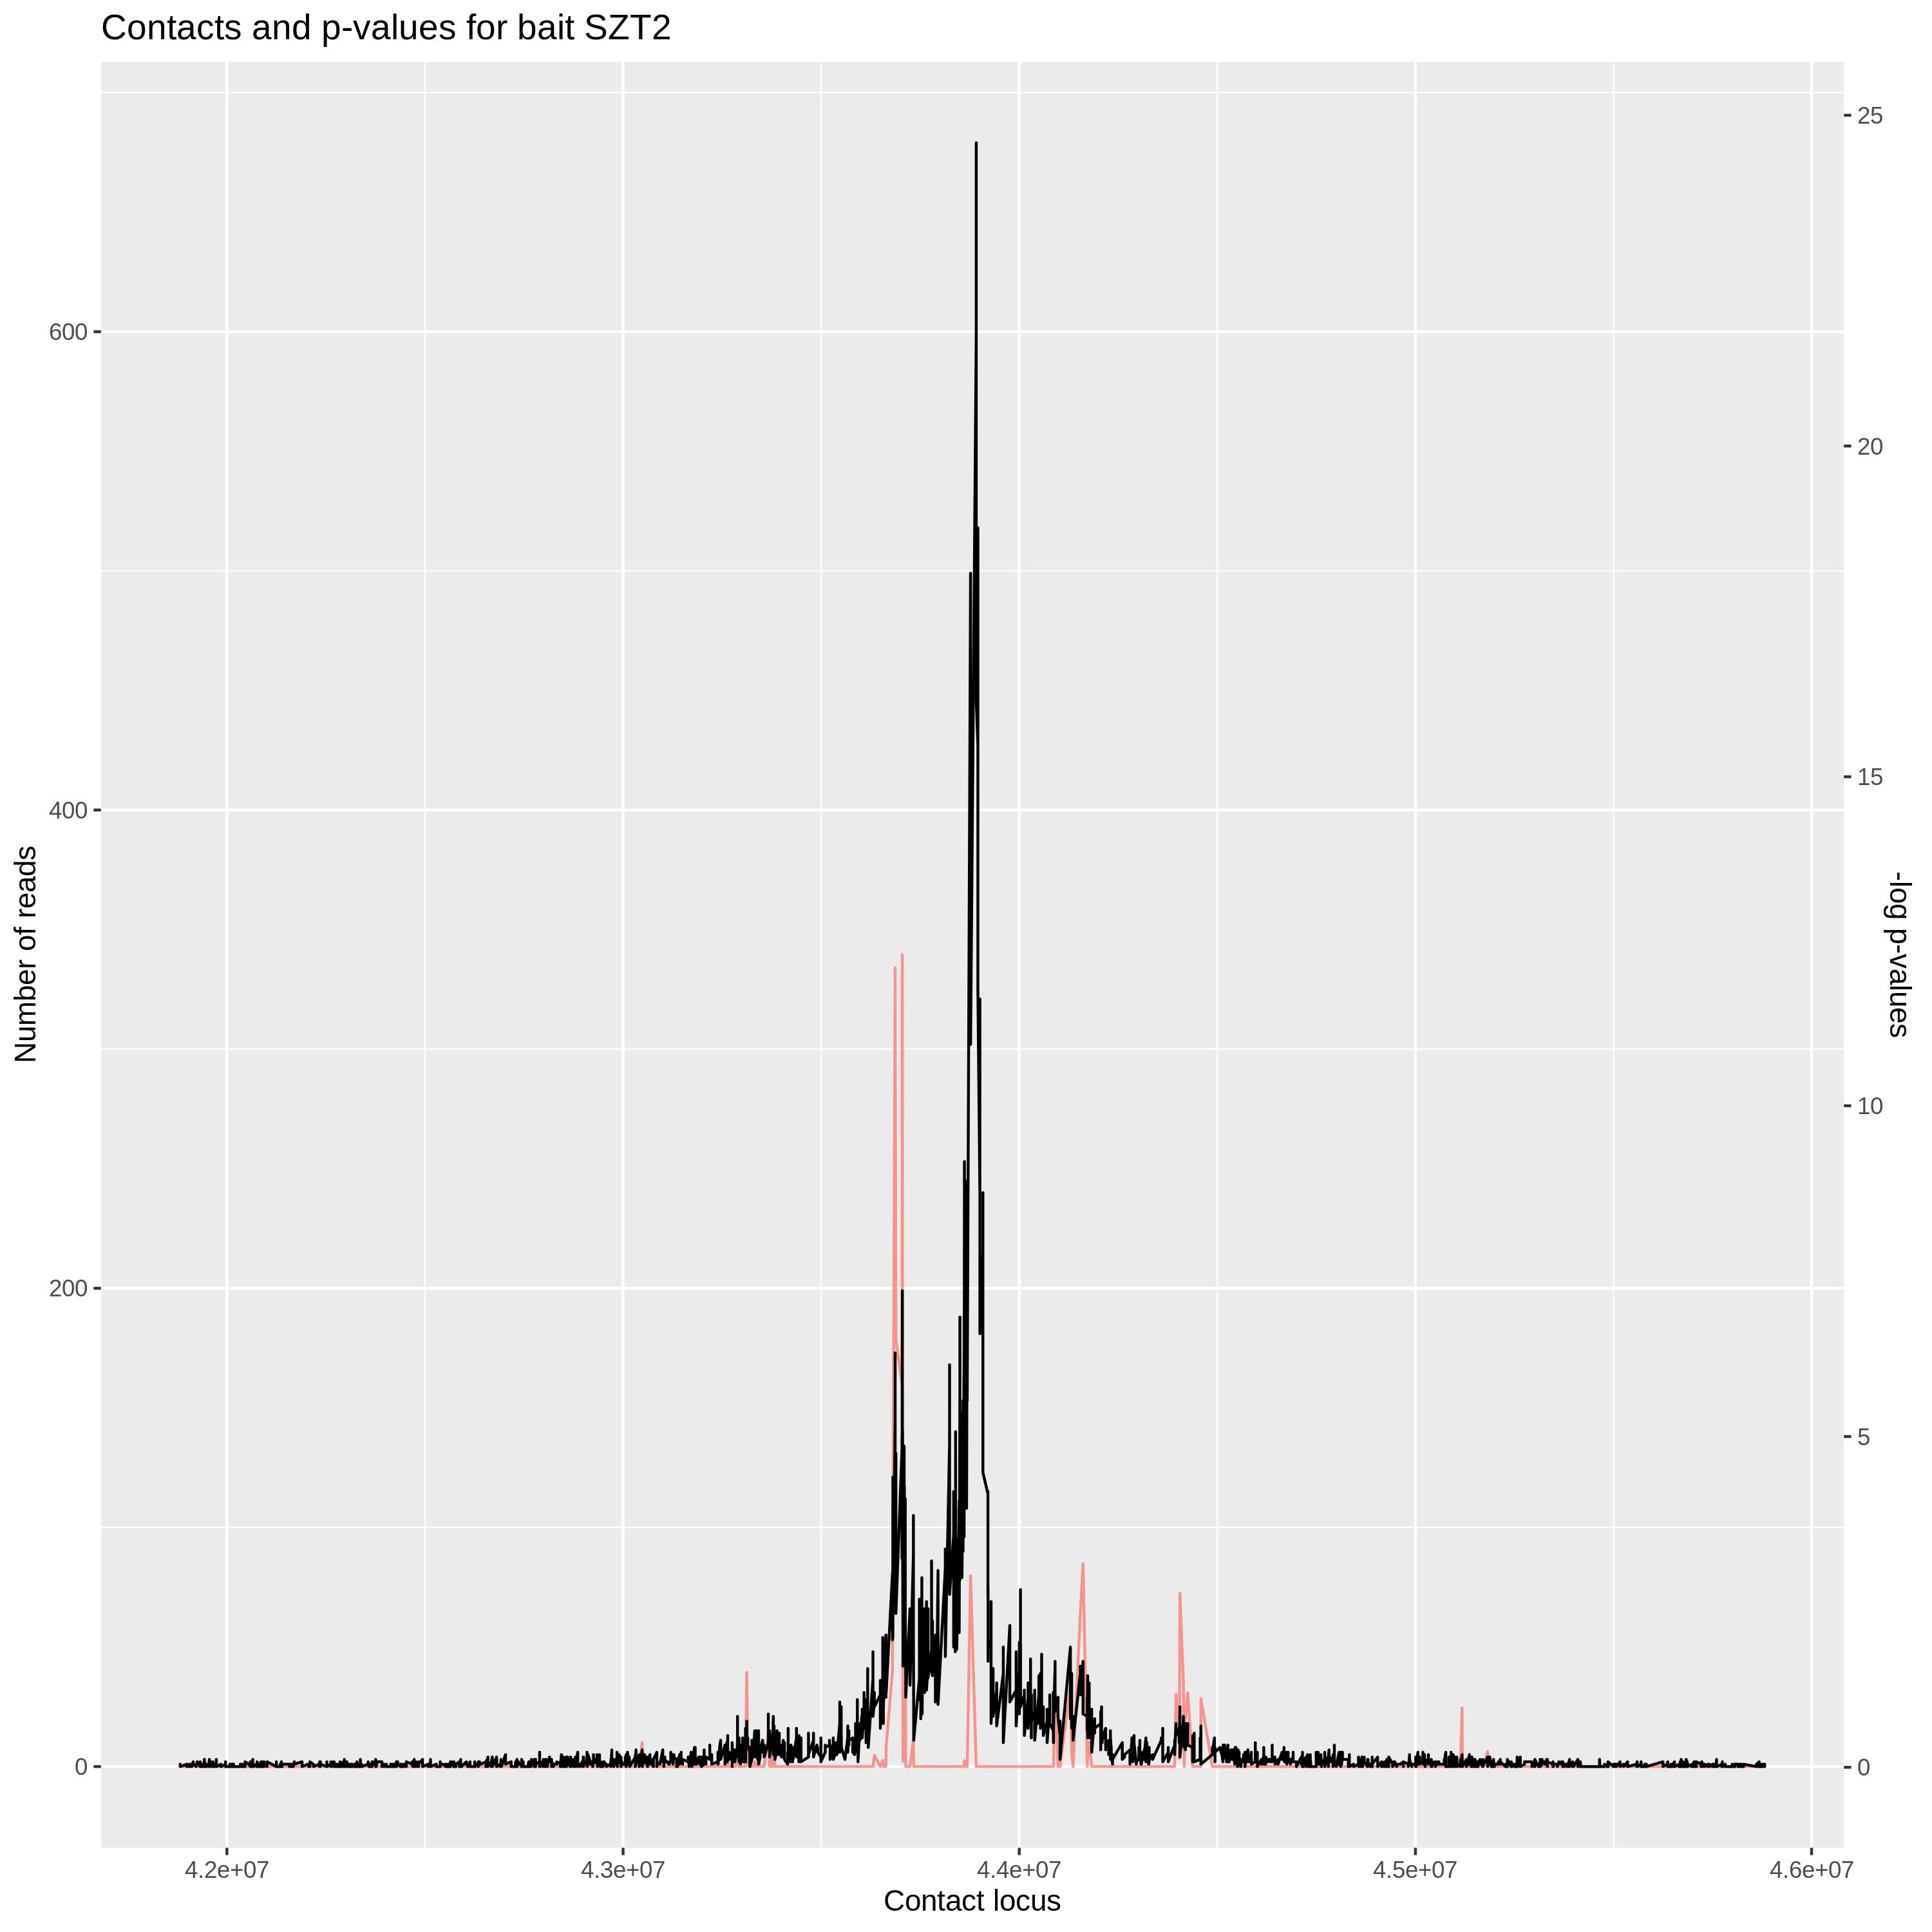 Contacts and p-values for bait SZT2
25
600
20
400
15
Number of reads
-log p-values
10
200
5
0
0
4.2e+07 4.3e+07 4.4e+07 4.5e+07 4.6e+07
Contact locus